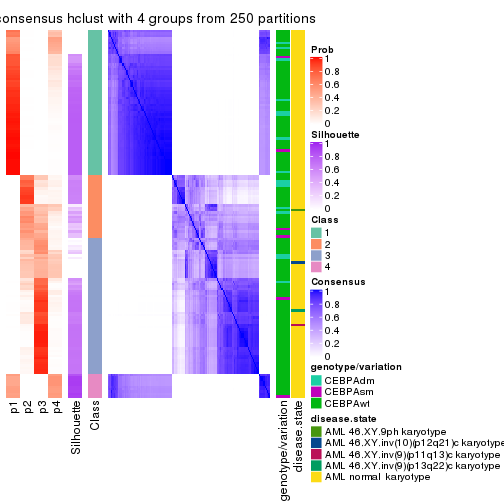 consensus hclust with 4 groups from 250 partitions
Prob
1
0.8
0.6
0.4
0.2
0
Silhouette
1
0.8
0.6
0.4
0.2
0
Class
1
2
3
4
Consensus
1
0.8
0.6
0.4
0.2
0
genotype/variation
CEBPAdm
CEBPAsm
CEBPAwt
disease.state
AML 46.XY.9ph karyotype
AML 46.XY.inv(10)(p12q21)c karyotype
AML 46.XY.inv(9)(p11q13)c karyotype
AML 46.XY.inv(9)(p13q22)c karyotype
AML normal karyotype
p1
p2
p3
p4
Silhouette
Class
genotype/variation
disease.state